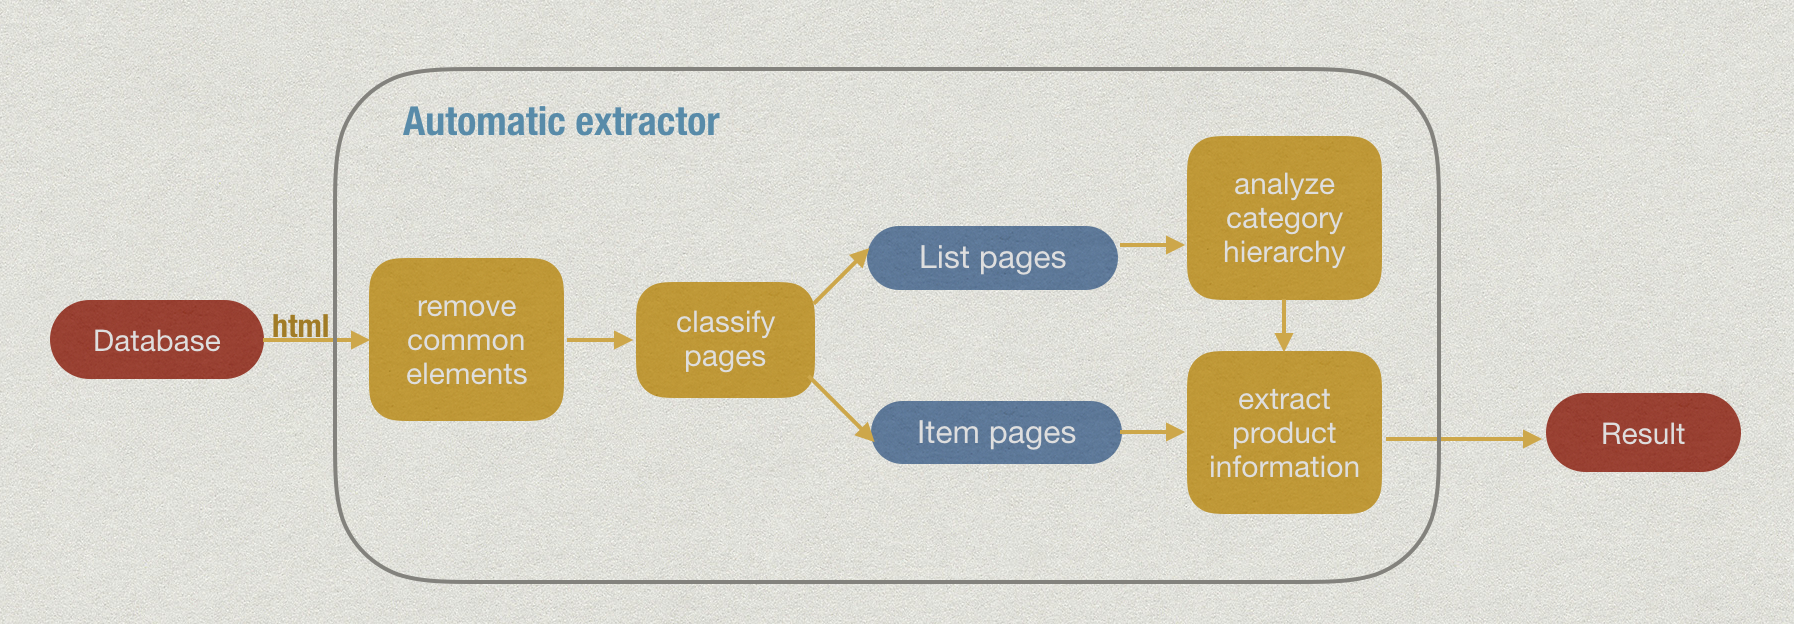 Automatic extractor
Database
html
remove
common
elements
classify
pages
List pages
Item pages
analyze
category
hierarchy
extract
product
information
Result